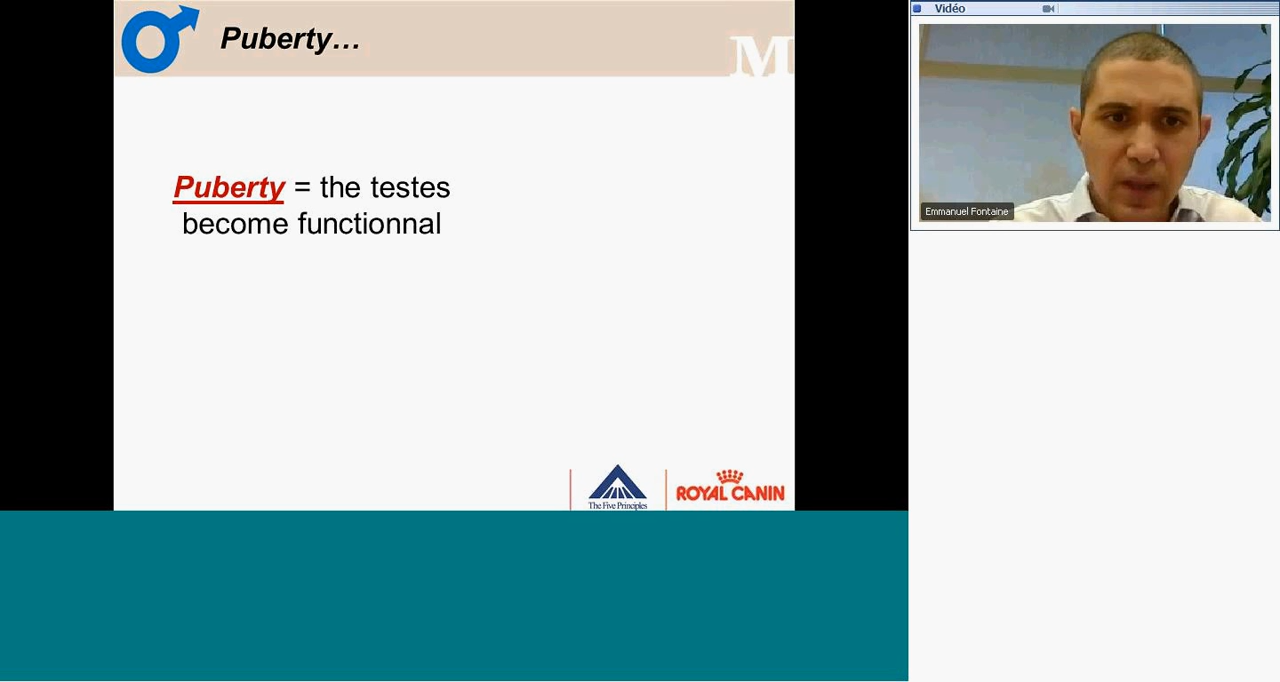 Puberty…
M
Puberty = the testes
become functionnal
The Five Principles
ROYAL CANIN
Vidéo
Emmanuel Fontaine